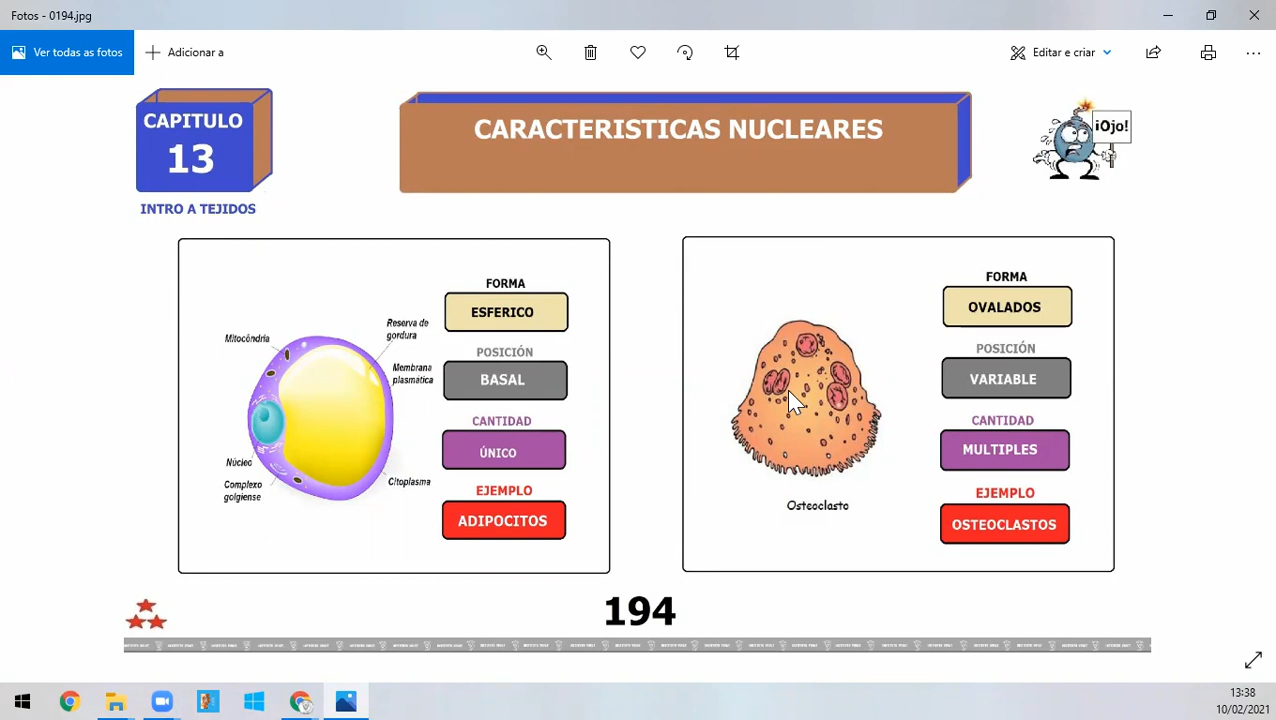 Fotos - 0194.jpg
Ver todas as fotos
Adicionar a
Editar e criar
CAPITULO
13
INTRO A TEJIDOS
CARACTERISTICAS NUCLEARES
¡Ojo!
Mitocôndria
Reserva de
gordura
Membrana
plasmática
Núcleo
Complexo
golgiense
Citoplasma
FORMA
ESFERICO
POSICIÓN
BASAL
CANTIDAD
ÚNICO
EJEMPLO
ADIPOCITOS
Osteoclasto
FORMA
OVALADOS
POSICIÓN
VARIABLE
CANTIDAD
MULTIPLES
EJEMPLO
OSTEOCLASTOS
194
13:38
10/02/2021